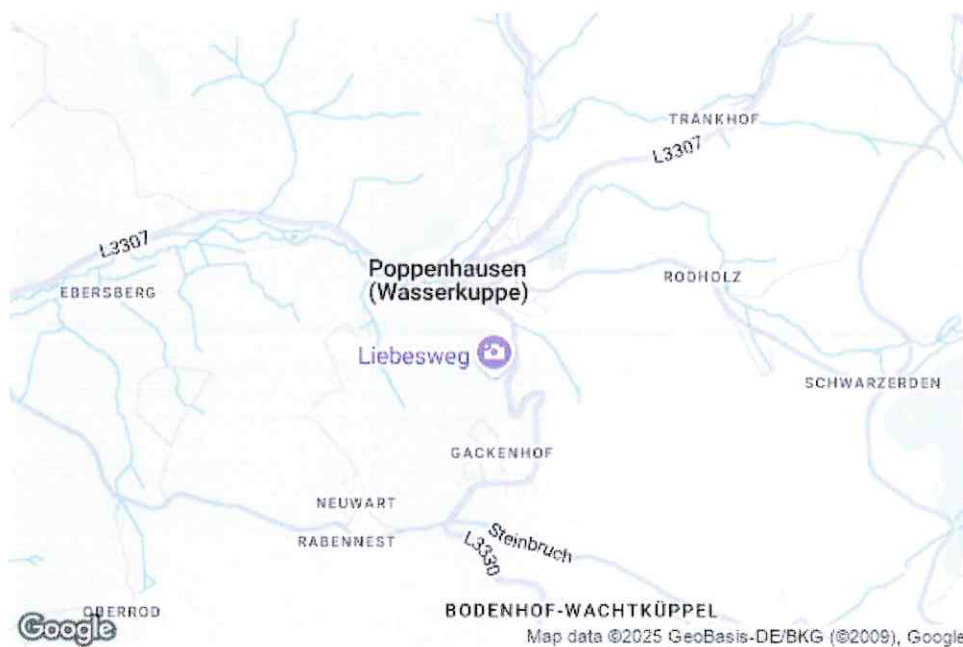 TRANKHOF
L3307
L3307
Poppenhausen
(Wasserkuppe)
RODHOLZ
EBERSBERG
Liebesweg
SCHWARZERDEN
GACKENHOF
NEUWART
Steinbruch
RABENNEST
L3330
OBERROD
BODENHOF-WACHTKÜPPEL
Google
Map data ©2025 GeoBasis-DE/BKG (©2009), Google